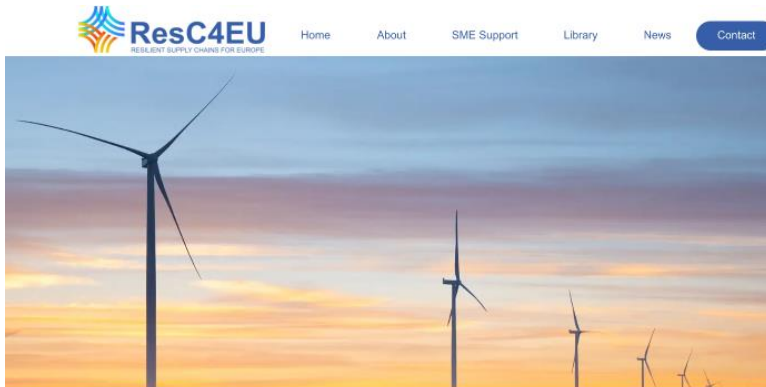 ResC4EU
RESILIENT SUPPLY CHAINS FOR EUROPE
Home About SME Support Library News Contact